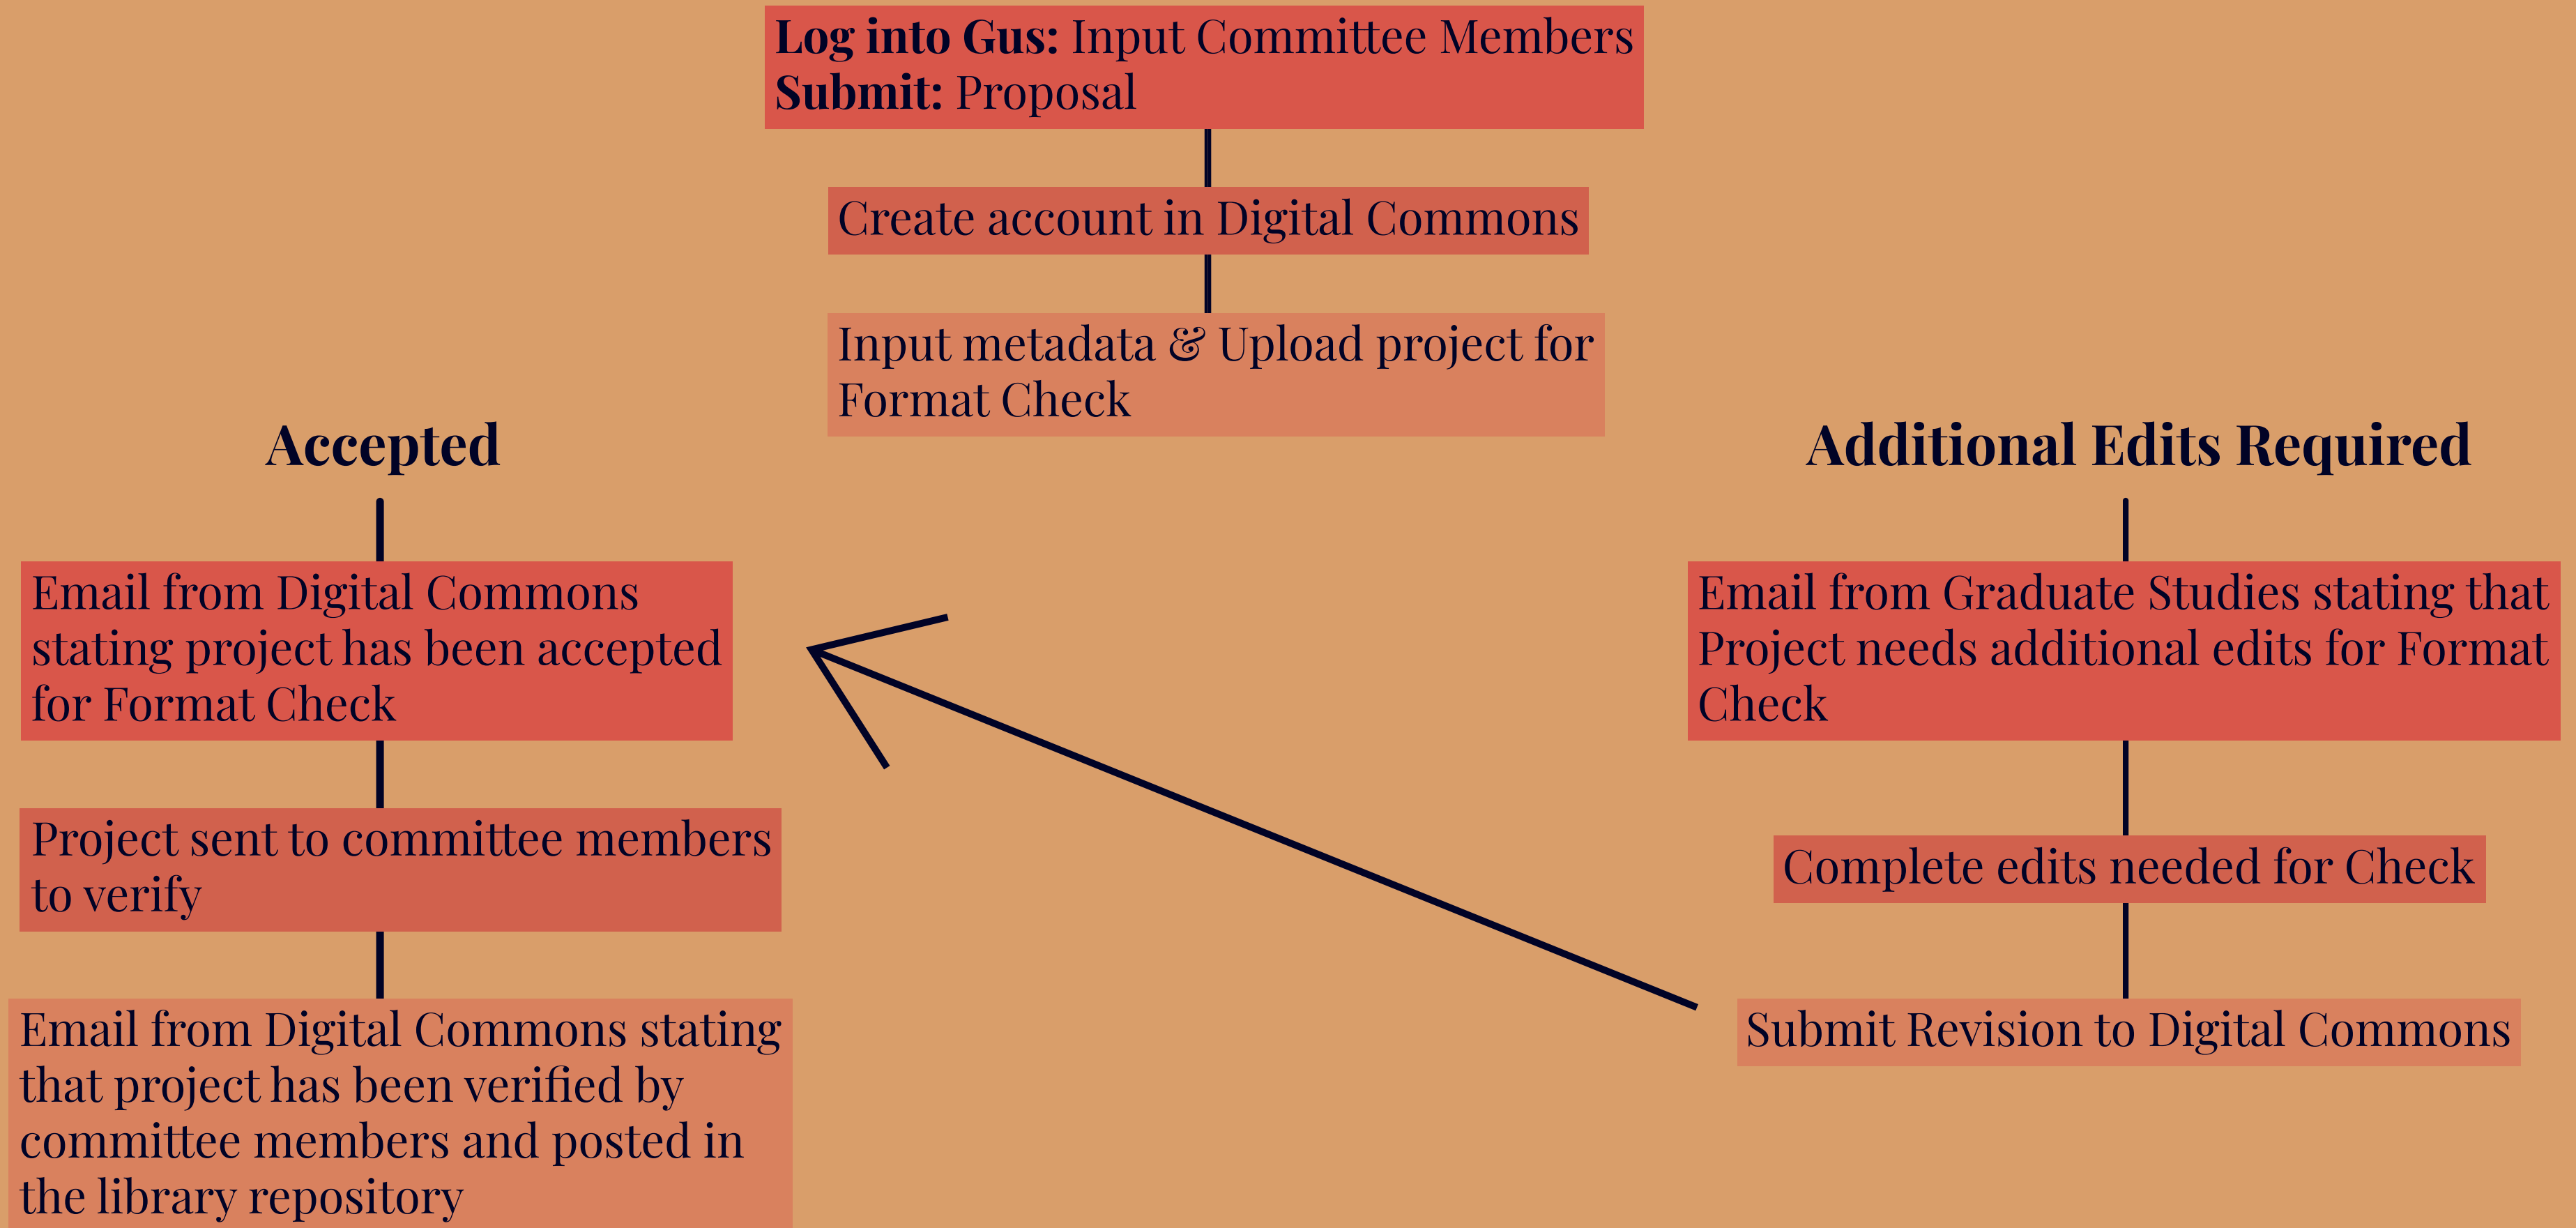 Log into Gus: Input Committee Members
Submit: Proposal
Create account in Digital Commons
Input metadata & Upload project for
Format Check
Accepted
Email from Digital Commons
stating project has been accepted
for Format Check
Project sent to committee members
to verify
Email from Digital Commons stating
that project has been verified by
committee members and posted in
the library repository
Additional Edits Required
Email from Graduate Studies stating that
Project needs additional edits for Format
Check
Complete edits needed for Check
Submit Revision to Digital Commons